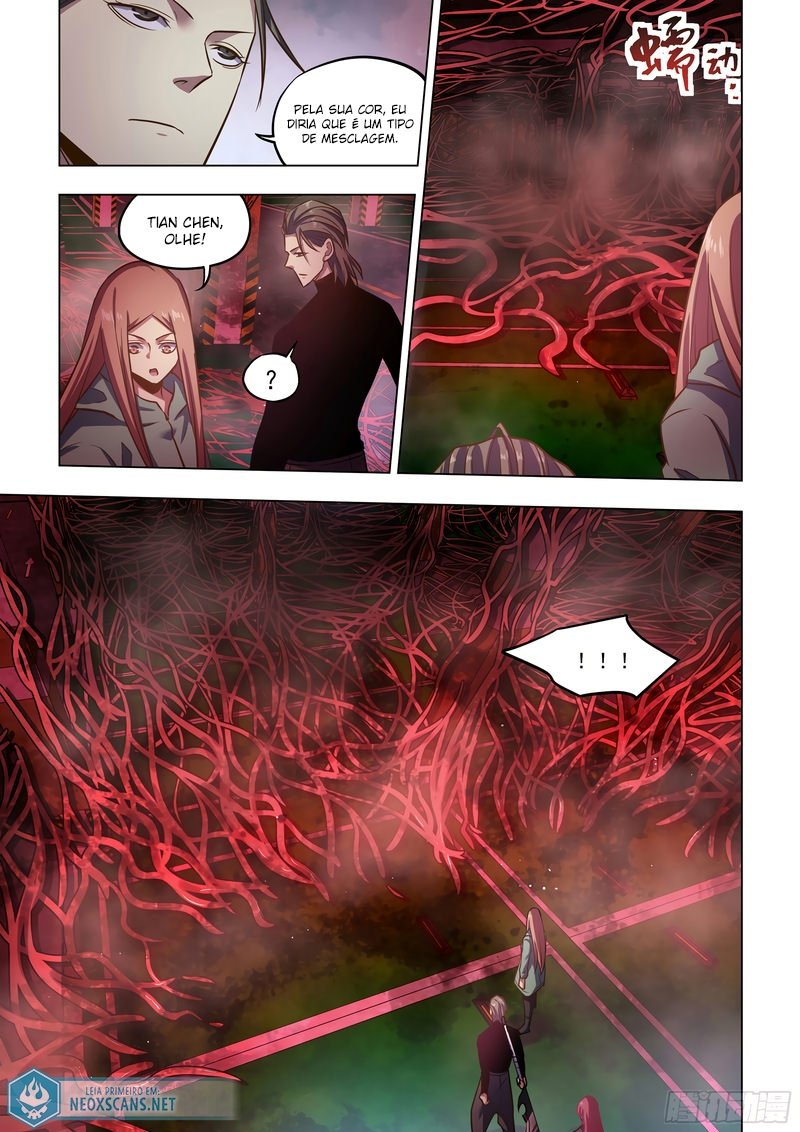 PELA SUA COR, EU
DIRIA QUE É UM TIPO
DE MESCLAGEM.
蠕动
TIAN CHEN,
OLHE!
?
!!!
LEIA PRIMEIRO EM:
NEOXSCANS.NET
腾讯动漫